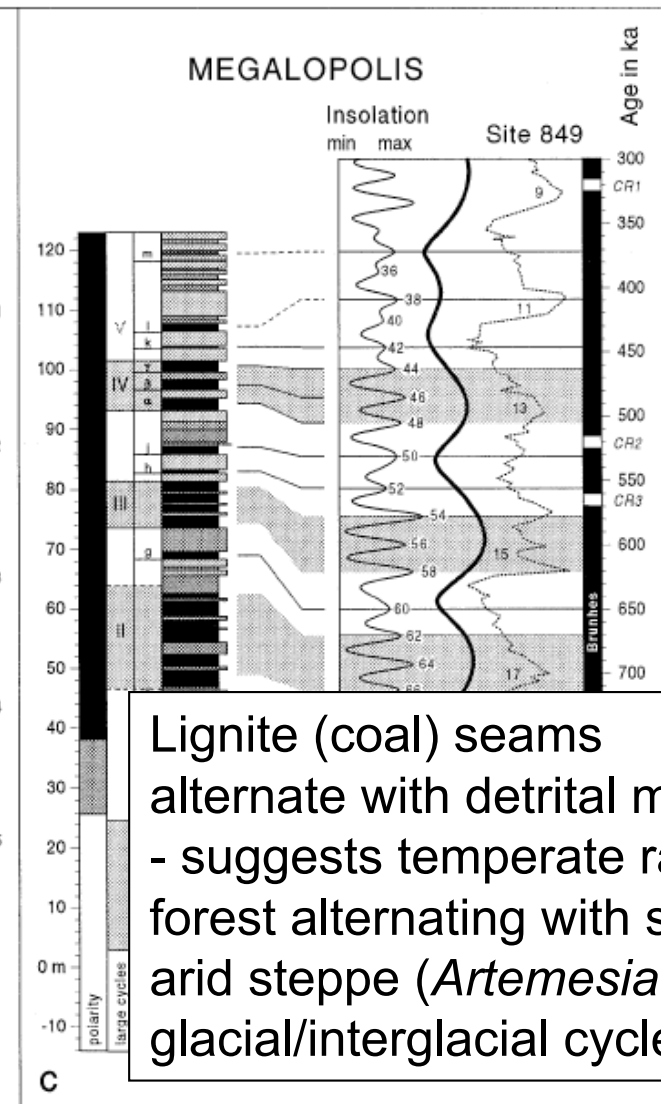 MEGALOPOLIS
Insolation
min max
Site 849
Age in ka
300
CR1
350
400
450
500
CR2
550
CR3
600
650
700
Brunhes
9
11
13
15
17
36
38
40
42
44
46
48
50
52
54
56
58
60
62
64
120
110
100
90
80
70
60
50
40
30
20
10
0 m
-10
V
IV
III
II
m
l
k
γ
β
α
j
h
g
polarity
large cycles
Lignite (coal) seams
alternate with detrital m
- suggests temperate ra
forest alternating with s
arid steppe (Artemesia
glacial/interglacial cycle
C